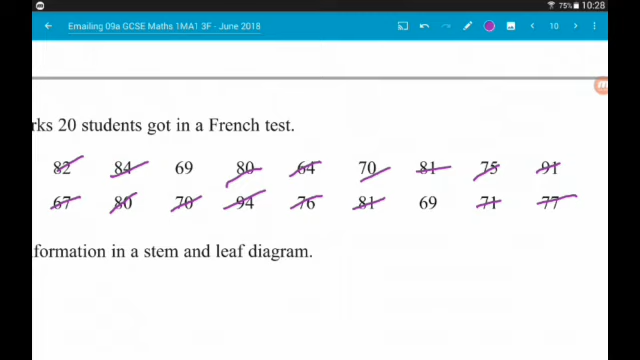 75% 10:28
Emailing 09a GCSE Maths 1MA1 3F - June 2018 10
rks 20 students got in a French test.
82 84 69 80 64 70 81 75 91
67 80 70 94 76 81 69 71 77
nformation in a stem and leaf diagram.